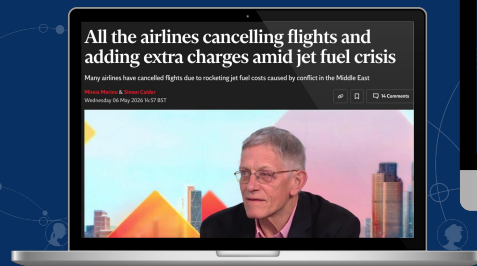 All the airlines cancelling flights and
adding extra charges amid jet fuel crisis
Many airlines have cancelled flights due to rocketing jet fuel costs caused by conflict in the Middle East
Maira Marino & Simon Calder
Wednesday 06 May 2026 14:57 BST
14 Comments